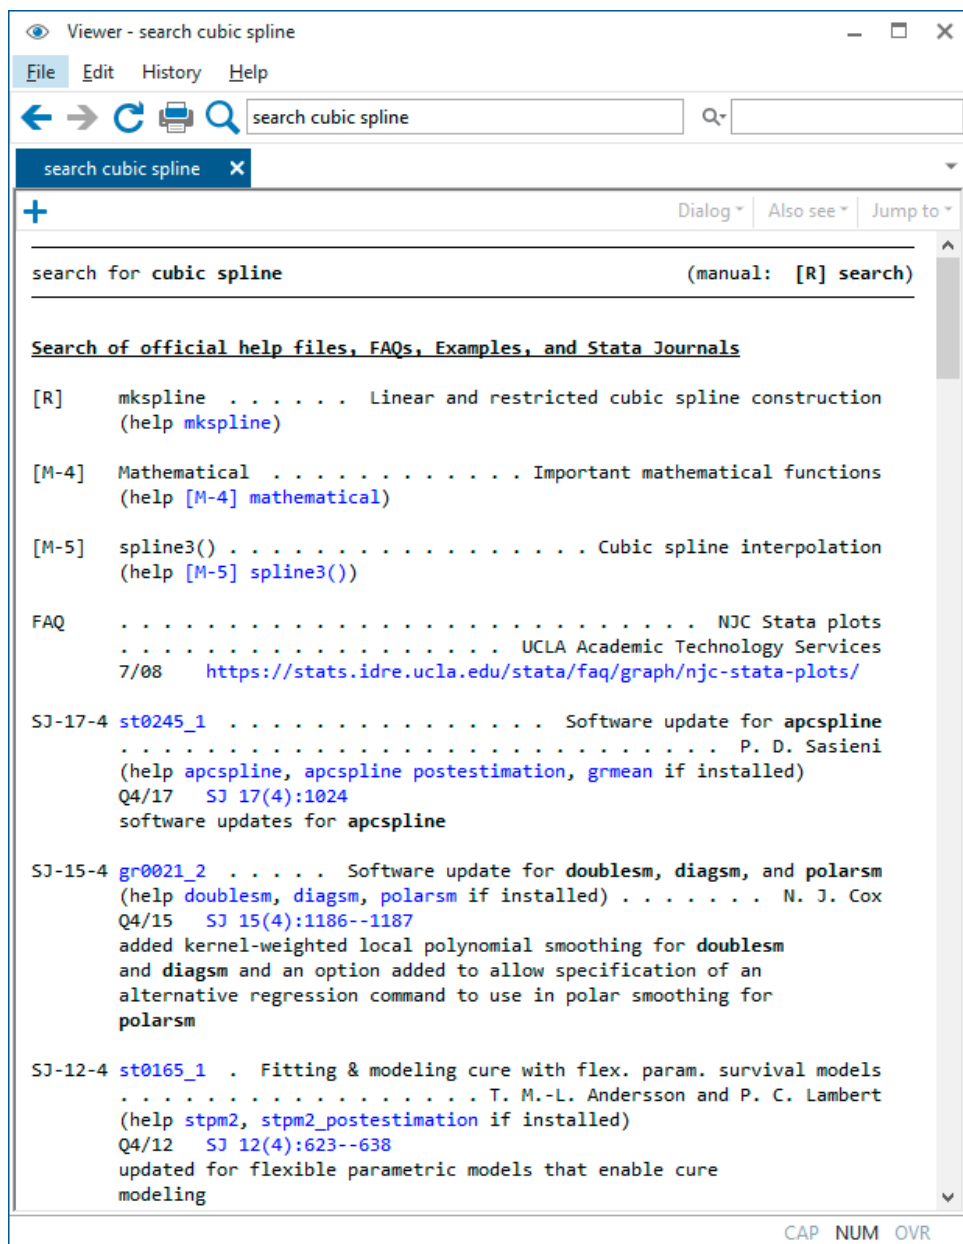 Viewer - search cubic spline
File Edit History Help
search cubic spline
search cubic spline
Dialog Also see Jump to
search for cubic spline (manual: [R] search)
Search of official help files, FAQs, Examples, and Stata Journals
[R] mkspline . . . . . . Linear and restricted cubic spline construction
(help mkspline)
[M-4] Mathematical . . . . . . . . . . . . Important mathematical functions
(help [M-4] mathematical)
[M-5] spline3() . . . . . . . . . . . . . . . . . Cubic spline interpolation
(help [M-5] spline3())
FAQ . . . . . . . . . . . . . . . . . . . . . . . . . . . NJC Stata plots
. . . . . . . . . . . . . . . . . . UCLA Academic Technology Services
7/08 https://stats.idre.ucla.edu/stata/faq/graph/njc-stata-plots/
SJ-17-4 st0245_1 . . . . . . . . . . . . . . . Software update for apcspline
. . . . . . . . . . . . . . . . . . . . . . . . . . . . P. D. Sasieni
(help apcspline, apcspline postestimation, grmean if installed)
Q4/17 SJ 17(4):1024
software updates for apcspline
SJ-15-4 gr0021_2 . . . . . Software update for doublesm, diagsm, and polarsm
(help doublesm, diagsm, polarsm if installed) . . . . . . . N. J. Cox
Q4/15 SJ 15(4):1186--1187
added kernel-weighted local polynomial smoothing for doublesm
and diagsm and an option added to allow specification of an
alternative regression command to use in polar smoothing for
polarsm
SJ-12-4 st0165_1 . Fitting & modeling cure with flex. param. survival models
. . . . . . . . . . . . . . . . . T. M.-L. Andersson and P. C. Lambert
(help stpm2, stpm2_postestimation if installed)
Q4/12 SJ 12(4):623--638
updated for flexible parametric models that enable cure
modeling
CAP NUM OVR